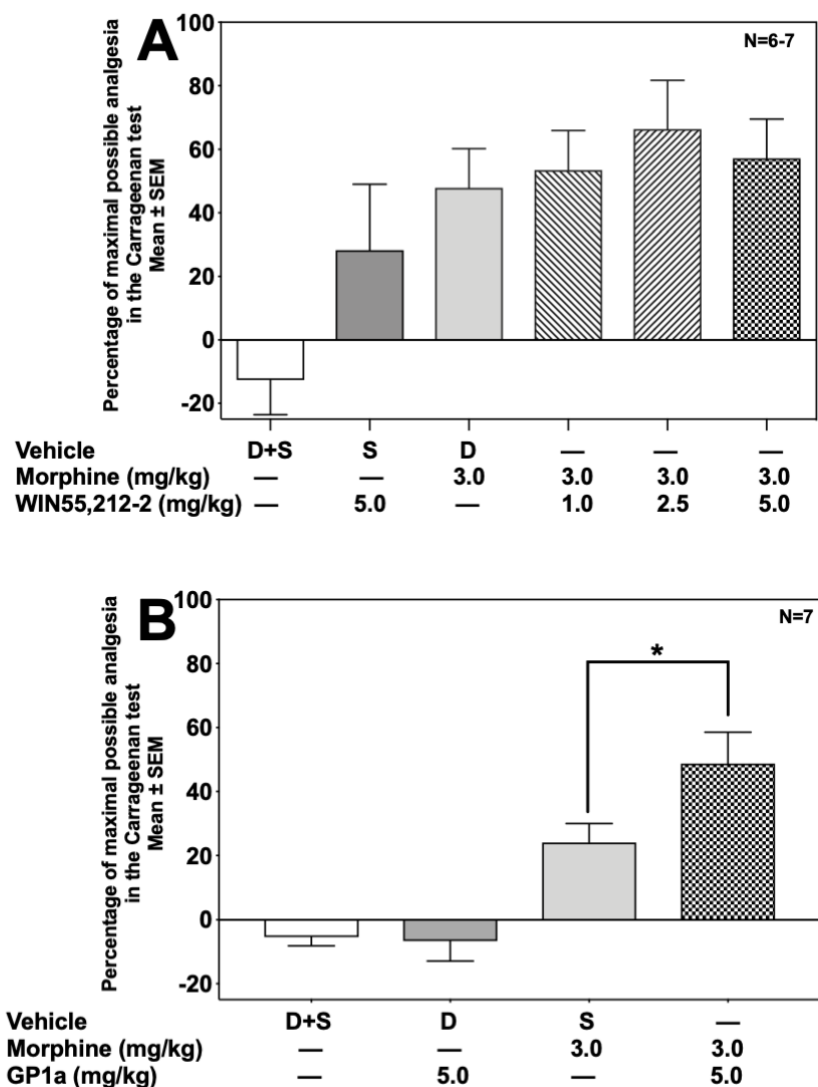 A
N=6-7
Percentage of maximal possible analgesia
in the Carrageenan test
Mean ± SEM
100
80
60
40
20
0
-20
Vehicle D+S S D — — —
Morphine (mg/kg) — — 3.0 3.0 3.0 3.0
WIN55,212-2 (mg/kg) — 5.0 — 1.0 2.5 5.0
B
N=7
Percentage of maximal possible analgesia
in the Carrageenan test
Mean ± SEM
100
80
60
40
20
0
-20
*
Vehicle D+S D S —
Morphine (mg/kg) — — 3.0 3.0
GP1a (mg/kg) — 5.0 — 5.0